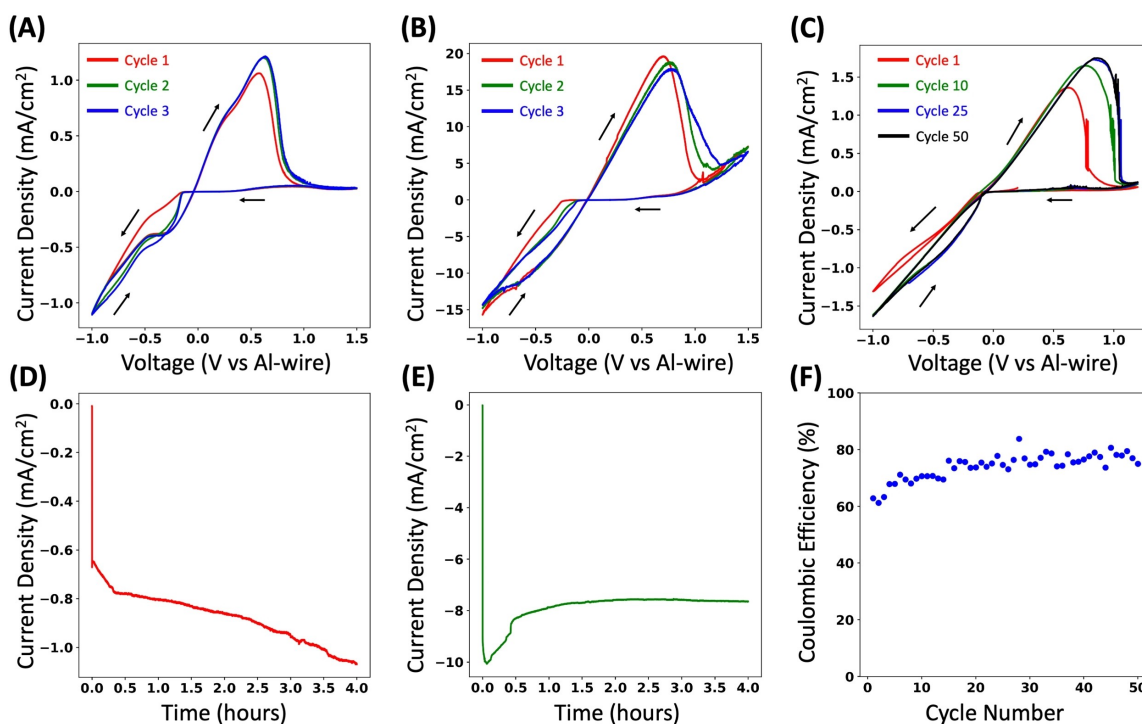 (A)
Cycle 1
Cycle 2
Cycle 3
1.0
0.5
0.0
−0.5
−1.0
Current Density (mA/cm²)
−1.0 −0.5 0.0 0.5 1.0 1.5
Voltage (V vs Al-wire)
(B)
Cycle 1
Cycle 2
Cycle 3
20
15
10
5
0
−5
−10
−15
Current Density (mA/cm²)
−1.0 −0.5 0.0 0.5 1.0 1.5
Voltage (V vs Al-wire)
(C)
Cycle 1
Cycle 10
Cycle 25
Cycle 50
1.5
1.0
0.5
0.0
−0.5
−1.0
−1.5
Current Density (mA/cm²)
−1.0 −0.5 0.0 0.5 1.0
Voltage (V vs Al-wire)
(D)
0.0
−0.2
−0.4
−0.6
−0.8
−1.0
Current Density (mA/cm²)
0.0 0.5 1.0 1.5 2.0 2.5 3.0 3.5 4.0
Time (hours)
(E)
0
−2
−4
−6
−8
−10
Current Density (mA/cm²)
0.0 0.5 1.0 1.5 2.0 2.5 3.0 3.5 4.0
Time (hours)
(F)
100
80
60
40
20
0
Coulombic Efficiency (%)
0 10 20 30 40 50
Cycle Number